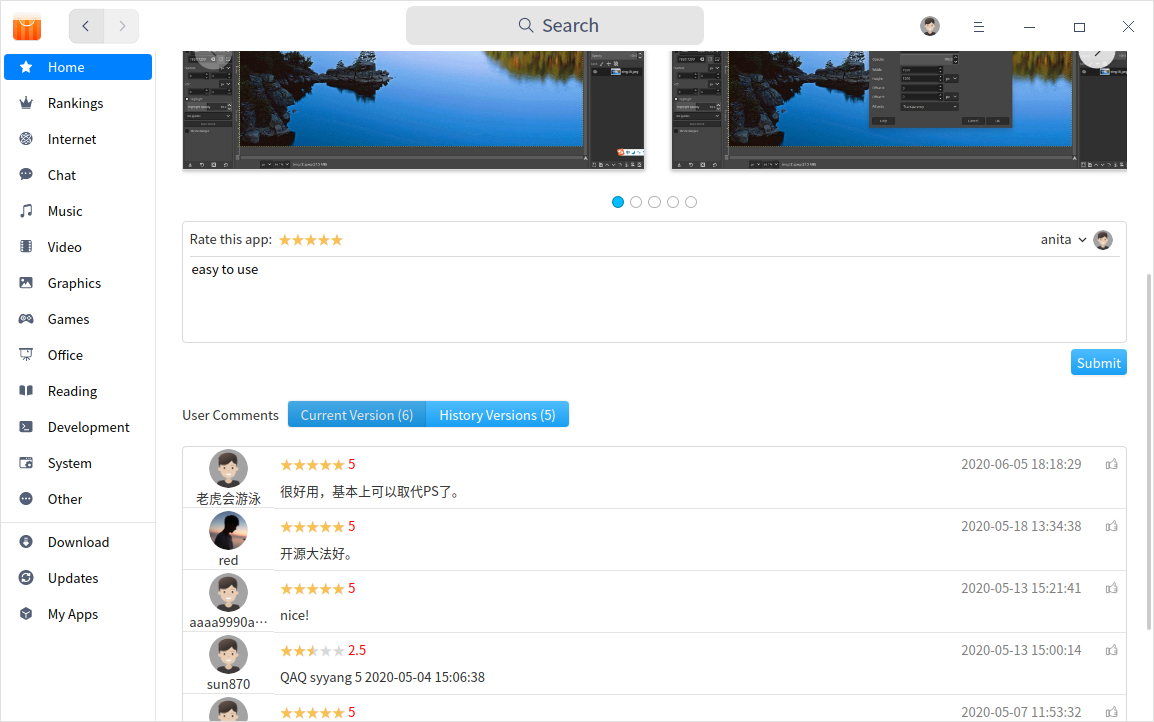 Search
Home
Rankings
Internet
Chat
Music
Video
Graphics
Games
Office
Reading
Development
System
Other
Download
Updates
My Apps
Rate this app:
anita
easy to use
Submit
User Comments
Current Version (6)
History Versions (5)
5
2020-06-05 18:18:29
老虎会游泳
很好用，基本上可以取代PS了。
5
2020-05-18 13:34:38
red
开源大法好。
5
2020-05-13 15:21:41
aaaa9990a···
nice!
2.5
2020-05-13 15:00:14
sun870
QAQ syyang 5 2020-05-04 15:06:38
5
2020-05-07 11:53:32